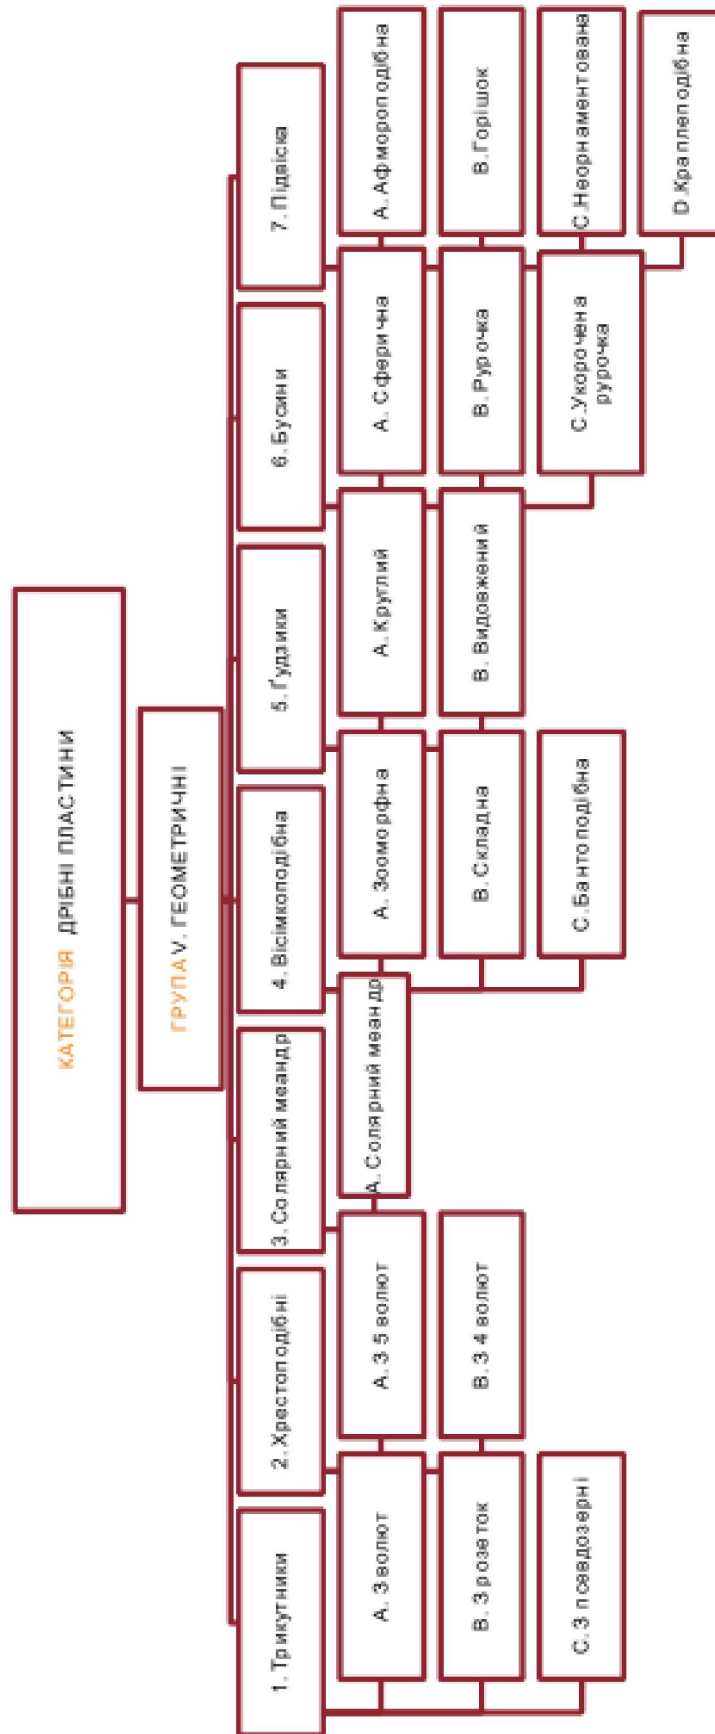 КАТЕГОРІЯ ДРІБНІ ПЛАСТИНИ
ГРУПА V. ГЕОМЕТРИЧНІ
1. Трикутники
A. З волют
B. З розеток
C. З псевдозерні
2. Хрестоподібні
A. З 5 волют
B. З 4 волют
3. Солярний меандр
A. Солярний меандр
4. Вісімкоподібна
A. Зооморфна
B. Складна
C. Бантоподібна
5. Ґудзики
A. Круглий
B. Видовжений
6. Бусини
A. Сферична
B. Рурочка
C. Укорочена
рурочка
7. Підвіска
A. Афмороподібна
B. Горішок
C. Неорнаментована
D. Краплеподібна